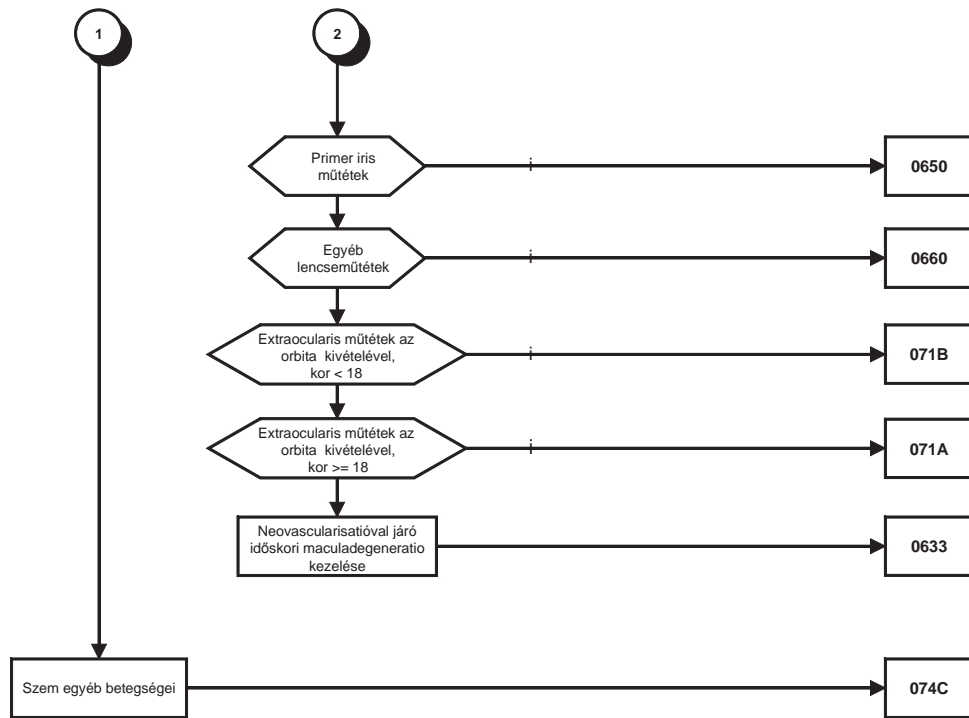 1
2
Primer iris
műtétek
i
0650
Egyéb
lencseműtétek
i
0660
Extraocularis műtétek az
orbita kivételével,
kor < 18
i
071B
Extraocularis műtétek az
orbita kivételével,
kor >= 18
i
071A
Neovascularisatióval járó
időskori maculadegeneratio
kezelése
0633
Szem egyéb betegségei
074C